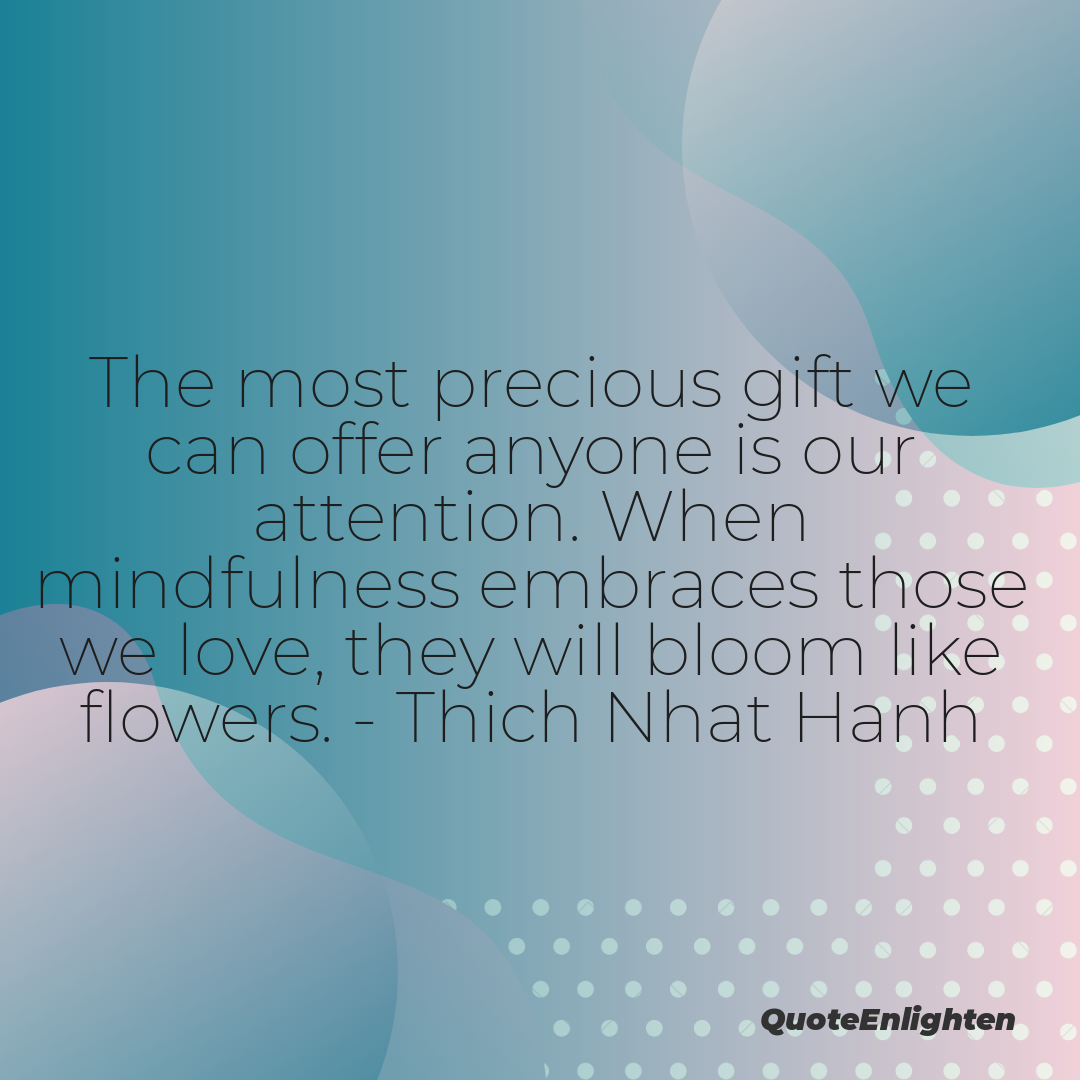 The most precious gift we
can offer anyone is our
attention. When
mindfulness embraces those
we love, they will bloom like
flowers. - Thich Nhat Hanh
QuoteEnlighten